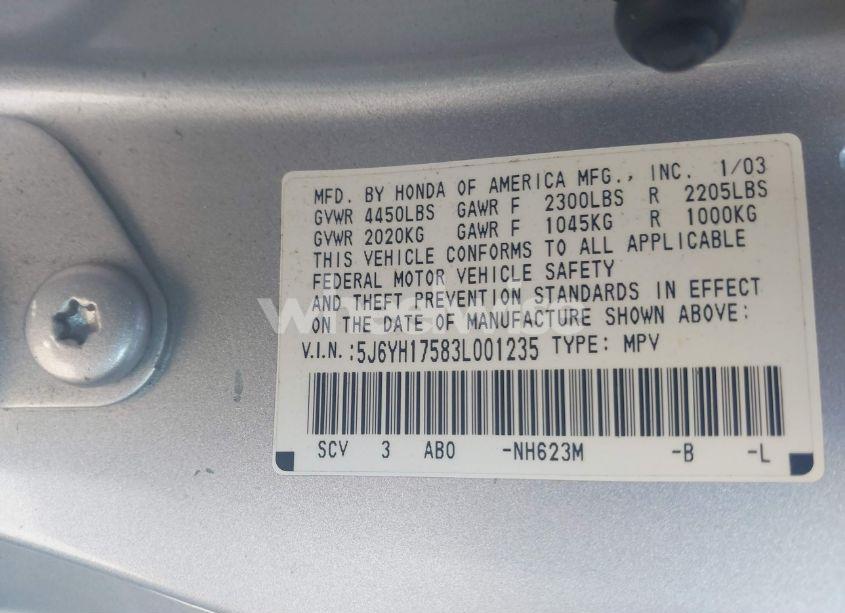 MFD. BY HONDA OF AMERICA MFG., INC. 1/03
GVWR 4450LBS GAWR F 2300LBS R 2205LBS
GVWR 2020KG GAWR F 1045KG R 1000KG
THIS VEHICLE CONFORMS TO ALL APPLICABLE
FEDERAL MOTOR VEHICLE SAFETY
AND THEFT PREVENTION STANDARDS IN EFFECT
ON THE DATE OF MANUFACTURE SHOWN ABOVE:
V.I.N.:5J6YH17583L001235 TYPE: MPV
SCV 3 AB0 -NH623M -B -L